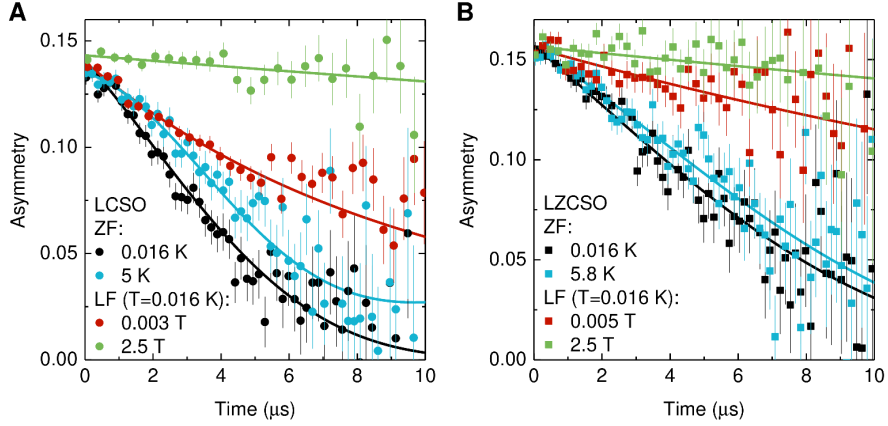 A
0.15
0.10
0.05
0.00
Asymmetry
LCSO
ZF:
0.016 K
5 K
LF (T=0.016 K):
0.003 T
2.5 T
0 2 4 6 8 10
Time (μs)
B
0.15
0.10
0.05
0.00
Asymmetry
LZCSO
ZF:
0.016 K
5.8 K
LF (T=0.016 K):
0.005 T
2.5 T
0 2 4 6 8 10
Time (μs)